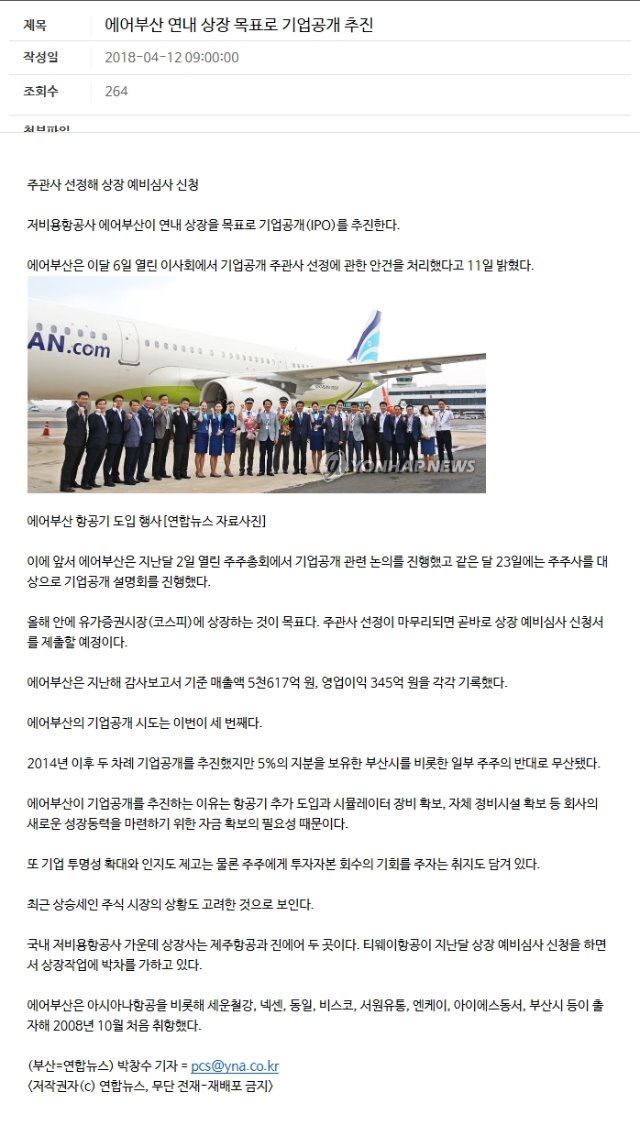 제목 에어부산 연내 상장 목표로 기업공개 추진
작성일 2018-04-12 09:00:00
조회수 264
첨부파일
주관사 선정해 상장 예비심사 신청
저비용항공사 에어부산이 연내 상장을 목표로 기업공개(IPO)를 추진한다.
에어부산은 이달 6일 열린 이사회에서 기업공개 주관사 선정에 관한 안건을 처리했다고 11일 밝혔다.
AN.com
YONHAP NEWS
에어부산 항공기 도입 행사[연합뉴스 자료사진]
이에 앞서 에어부산은 지난달 2일 열린 주주총회에서 기업공개 관련 논의를 진행했고 같은 달 23일에는 주주사를 대
상으로 기업공개 설명회를 진행했다.
올해 안에 유가증권시장(코스피)에 상장하는 것이 목표다. 주관사 선정이 마무리되면 곧바로 상장 예비심사 신청서
를 제출할 예정이다.
에어부산은 지난해 감사보고서 기준 매출액 5천617억 원, 영업이익 345억 원을 각각 기록했다.
에어부산의 기업공개 시도는 이번이 세 번째다.
2014년 이후 두 차례 기업공개를 추진했지만 5%의 지분을 보유한 부산시를 비롯한 일부 주주의 반대로 무산됐다.
에어부산이 기업공개를 추진하는 이유는 항공기 추가 도입과 시뮬레이터 장비 확보, 자체 정비시설 확보 등 회사의
새로운 성장동력을 마련하기 위한 자금 확보의 필요성 때문이다.
또 기업 투명성 확대와 인지도 제고는 물론 주주에게 투자자본 회수의 기회를 주자는 취지도 담겨 있다.
최근 상승세인 주식 시장의 상황도 고려한 것으로 보인다.
국내 저비용항공사 가운데 상장사는 제주항공과 진에어 두 곳이다. 티웨이항공이 지난달 상장 예비심사 신청을 하면
서 상장작업에 박차를 가하고 있다.
에어부산은 아시아나항공을 비롯해 세운철강, 넥센, 동일, 비스코, 서원유통, 엔케이, 아이에스동서, 부산시 등이 출
자해 2008년 10월 처음 취항했다.
(부산=연합뉴스) 박창수 기자 = pcs@yna.co.kr
<저작권자(c) 연합뉴스, 무단 전재-재배포 금지>